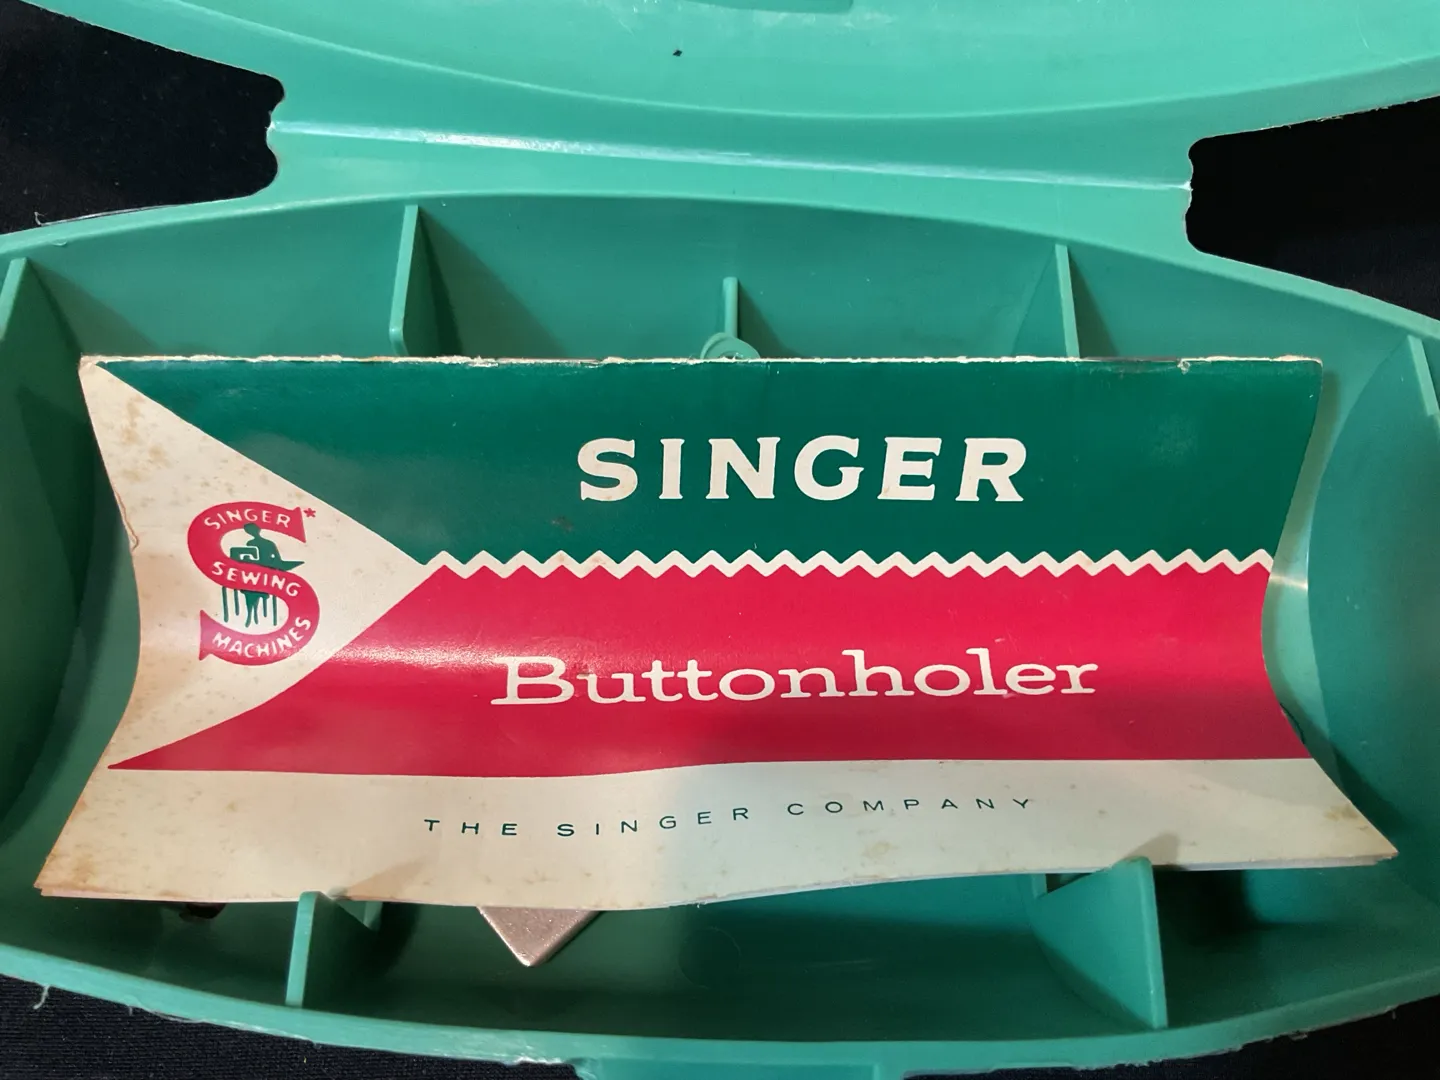 SINGER
SINGER*
SEWING
MACHINES
Buttonholer
THE SINGER COMPANY